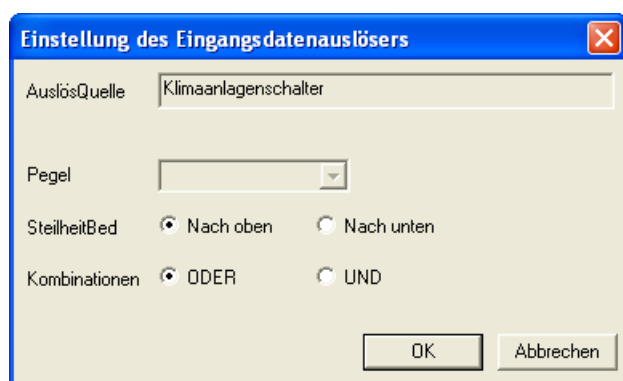 Einstellung des Eingangsdatenauslösers
AuslösQuelle Klimaanlagenschalter
Pegel
SteilheitBed Nach oben Nach unten
Kombinationen ODER UND
OK Abbrechen